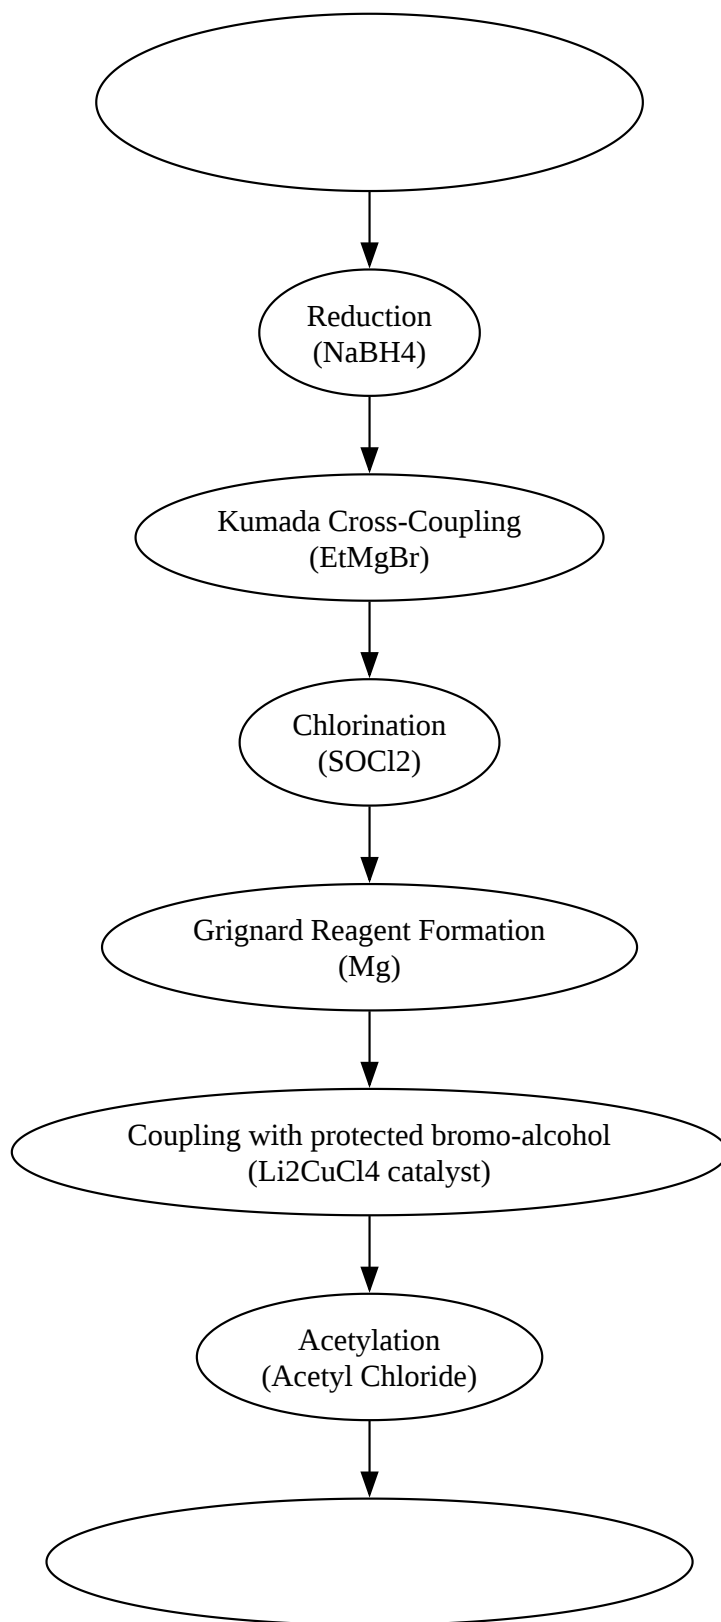 Reduction
(NaBH4)
Kumada Cross-Coupling
(EtMgBr)
Chlorination
(SOCl2)
Grignard Reagent Formation
(Mg)
Coupling with protected bromo-alcohol
(Li2CuCl4 catalyst)
Acetylation
(Acetyl Chloride)